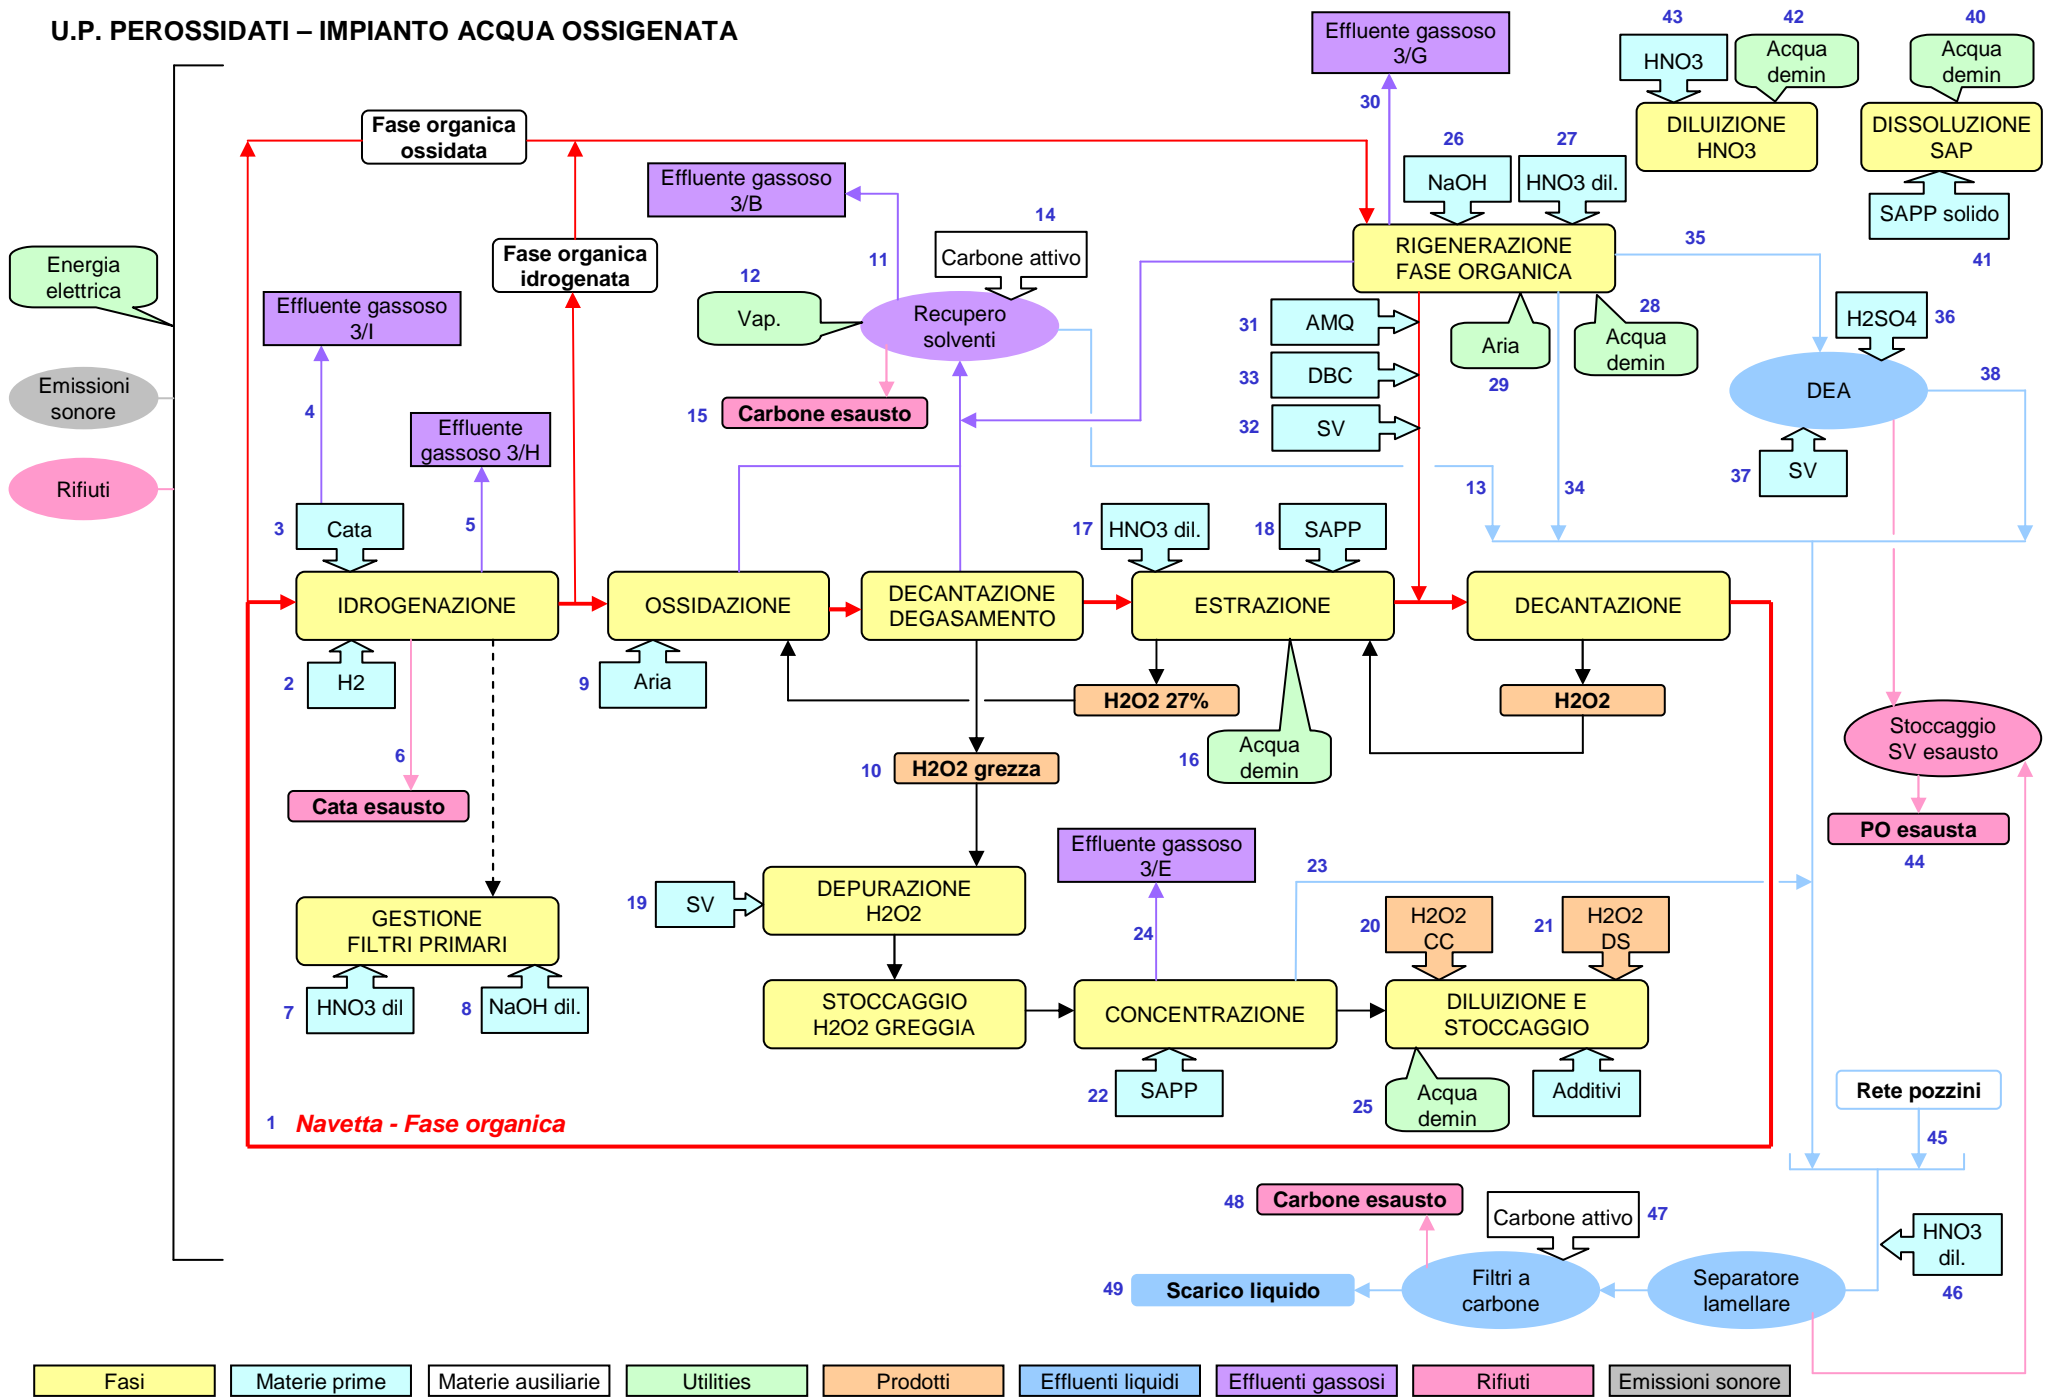 U.P. PEROSSIDATI – IMPIANTO ACQUA OSSIGENATA
43
42
40
Effluente gassoso
3/G
HNO3
Acqua
demin
Acqua
demin
30
Fase organica
ossidata
26
27
DILUIZIONE
HNO3
DISSOLUZIONE
SAP
Effluente gassoso
3/B
NaOH
HNO3 dil.
SAPP solido
41
14
Energia
elettrica
Fase organica
idrogenata
11
Carbone attivo
RIGENERAZIONE
FASE ORGANICA
35
12
Effluente gassoso
3/I
Vap.
Recupero
solventi
31
AMQ
28
H2SO4
36
Aria
Acqua
demin
29
Emissioni
sonore
33
DBC
DEA
38
4
15
Carbone esausto
32
SV
Effluente
gassoso 3/H
Rifiuti
37
SV
13
34
3
Cata
5
17
HNO3 dil.
18
SAPP
IDROGENAZIONE
OSSIDAZIONE
DECANTAZIONE
DEGASAMENTO
ESTRAZIONE
DECANTAZIONE
2
H2
9
Aria
H2O2 27%
H2O2
Stoccaggio
SV esausto
6
10
H2O2 grezza
16
Acqua
demin
Cata esausto
PO esausta
44
Effluente gassoso
3/E
23
19
SV
DEPURAZIONE
H2O2
GESTIONE
FILTRI PRIMARI
24
20
H2O2
CC
21
H2O2
DS
7
HNO3 dil
8
NaOH dil.
STOCCAGGIO
H2O2 GREGGIA
CONCENTRAZIONE
DILUIZIONE E
STOCCAGGIO
22
SAPP
25
Acqua
demin
Additivi
Rete pozzini
1
Navetta - Fase organica
45
48
Carbone esausto
Carbone attivo
47
HNO3
dil.
46
49
Scarico liquido
Filtri a
carbone
Separatore
lamellare
Fasi
Materie prime
Materie ausiliarie
Utilities
Prodotti
Effluenti liquidi
Effluenti gassosi
Rifiuti
Emissioni sonore